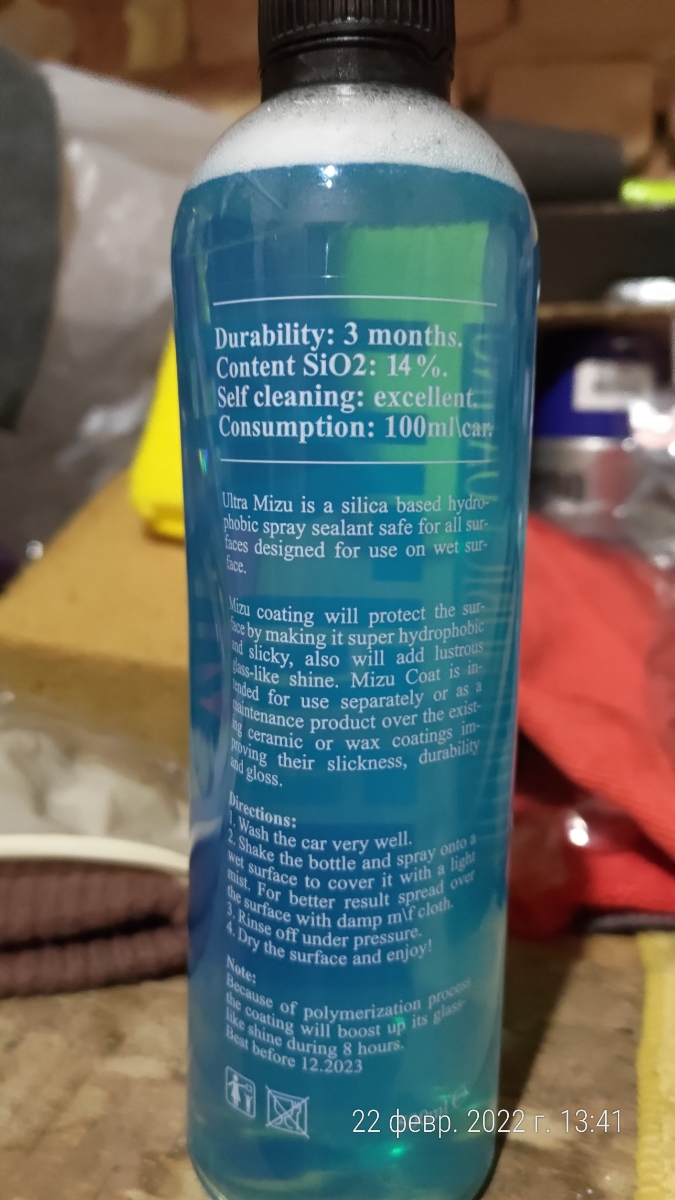 Durability: 3 months.
Content SiO2: 14%.
Self cleaning: excellent.
Consumption: 100ml\car.
Ultra Mizu is a silica based hydro-
phobic spray sealant safe for all sur-
faces designed for use on wet sur-
face.
Mizu coating will protect the sur-
face by making it super hydrophobic
and slicky, also will add lustrous
glass-like shine. Mizu Coat is in-
tended for use separately or as a
maintenance product over the exist-
ing ceramic or wax coatings im-
proving their slickness, durability
and gloss.
Directions:
1. Wash the car very well.
2. Shake the bottle and spray onto a
wet surface to cover it with a light
mist. For better result spread over
the surface with damp m\f cloth.
3. Rinse off under pressure.
4. Dry the surface and enjoy!
Note:
Because of polymerization process
the coating will boost up its glass-
like shine during 8 hours.
Best before 12.2023
22 февр. 2022 г. 13:41